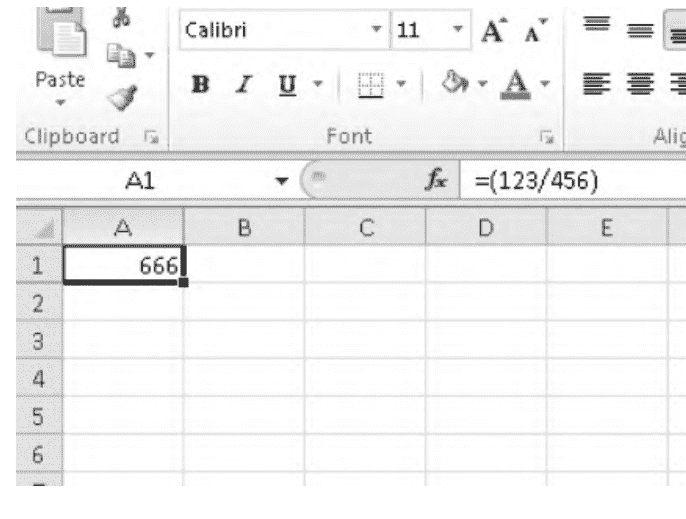 Calibri 11 A A
Paste
B I U A
Clipboard Font Alig
A1 fx =(123/456)
A B C D E
1 666
2
3
4
5
6